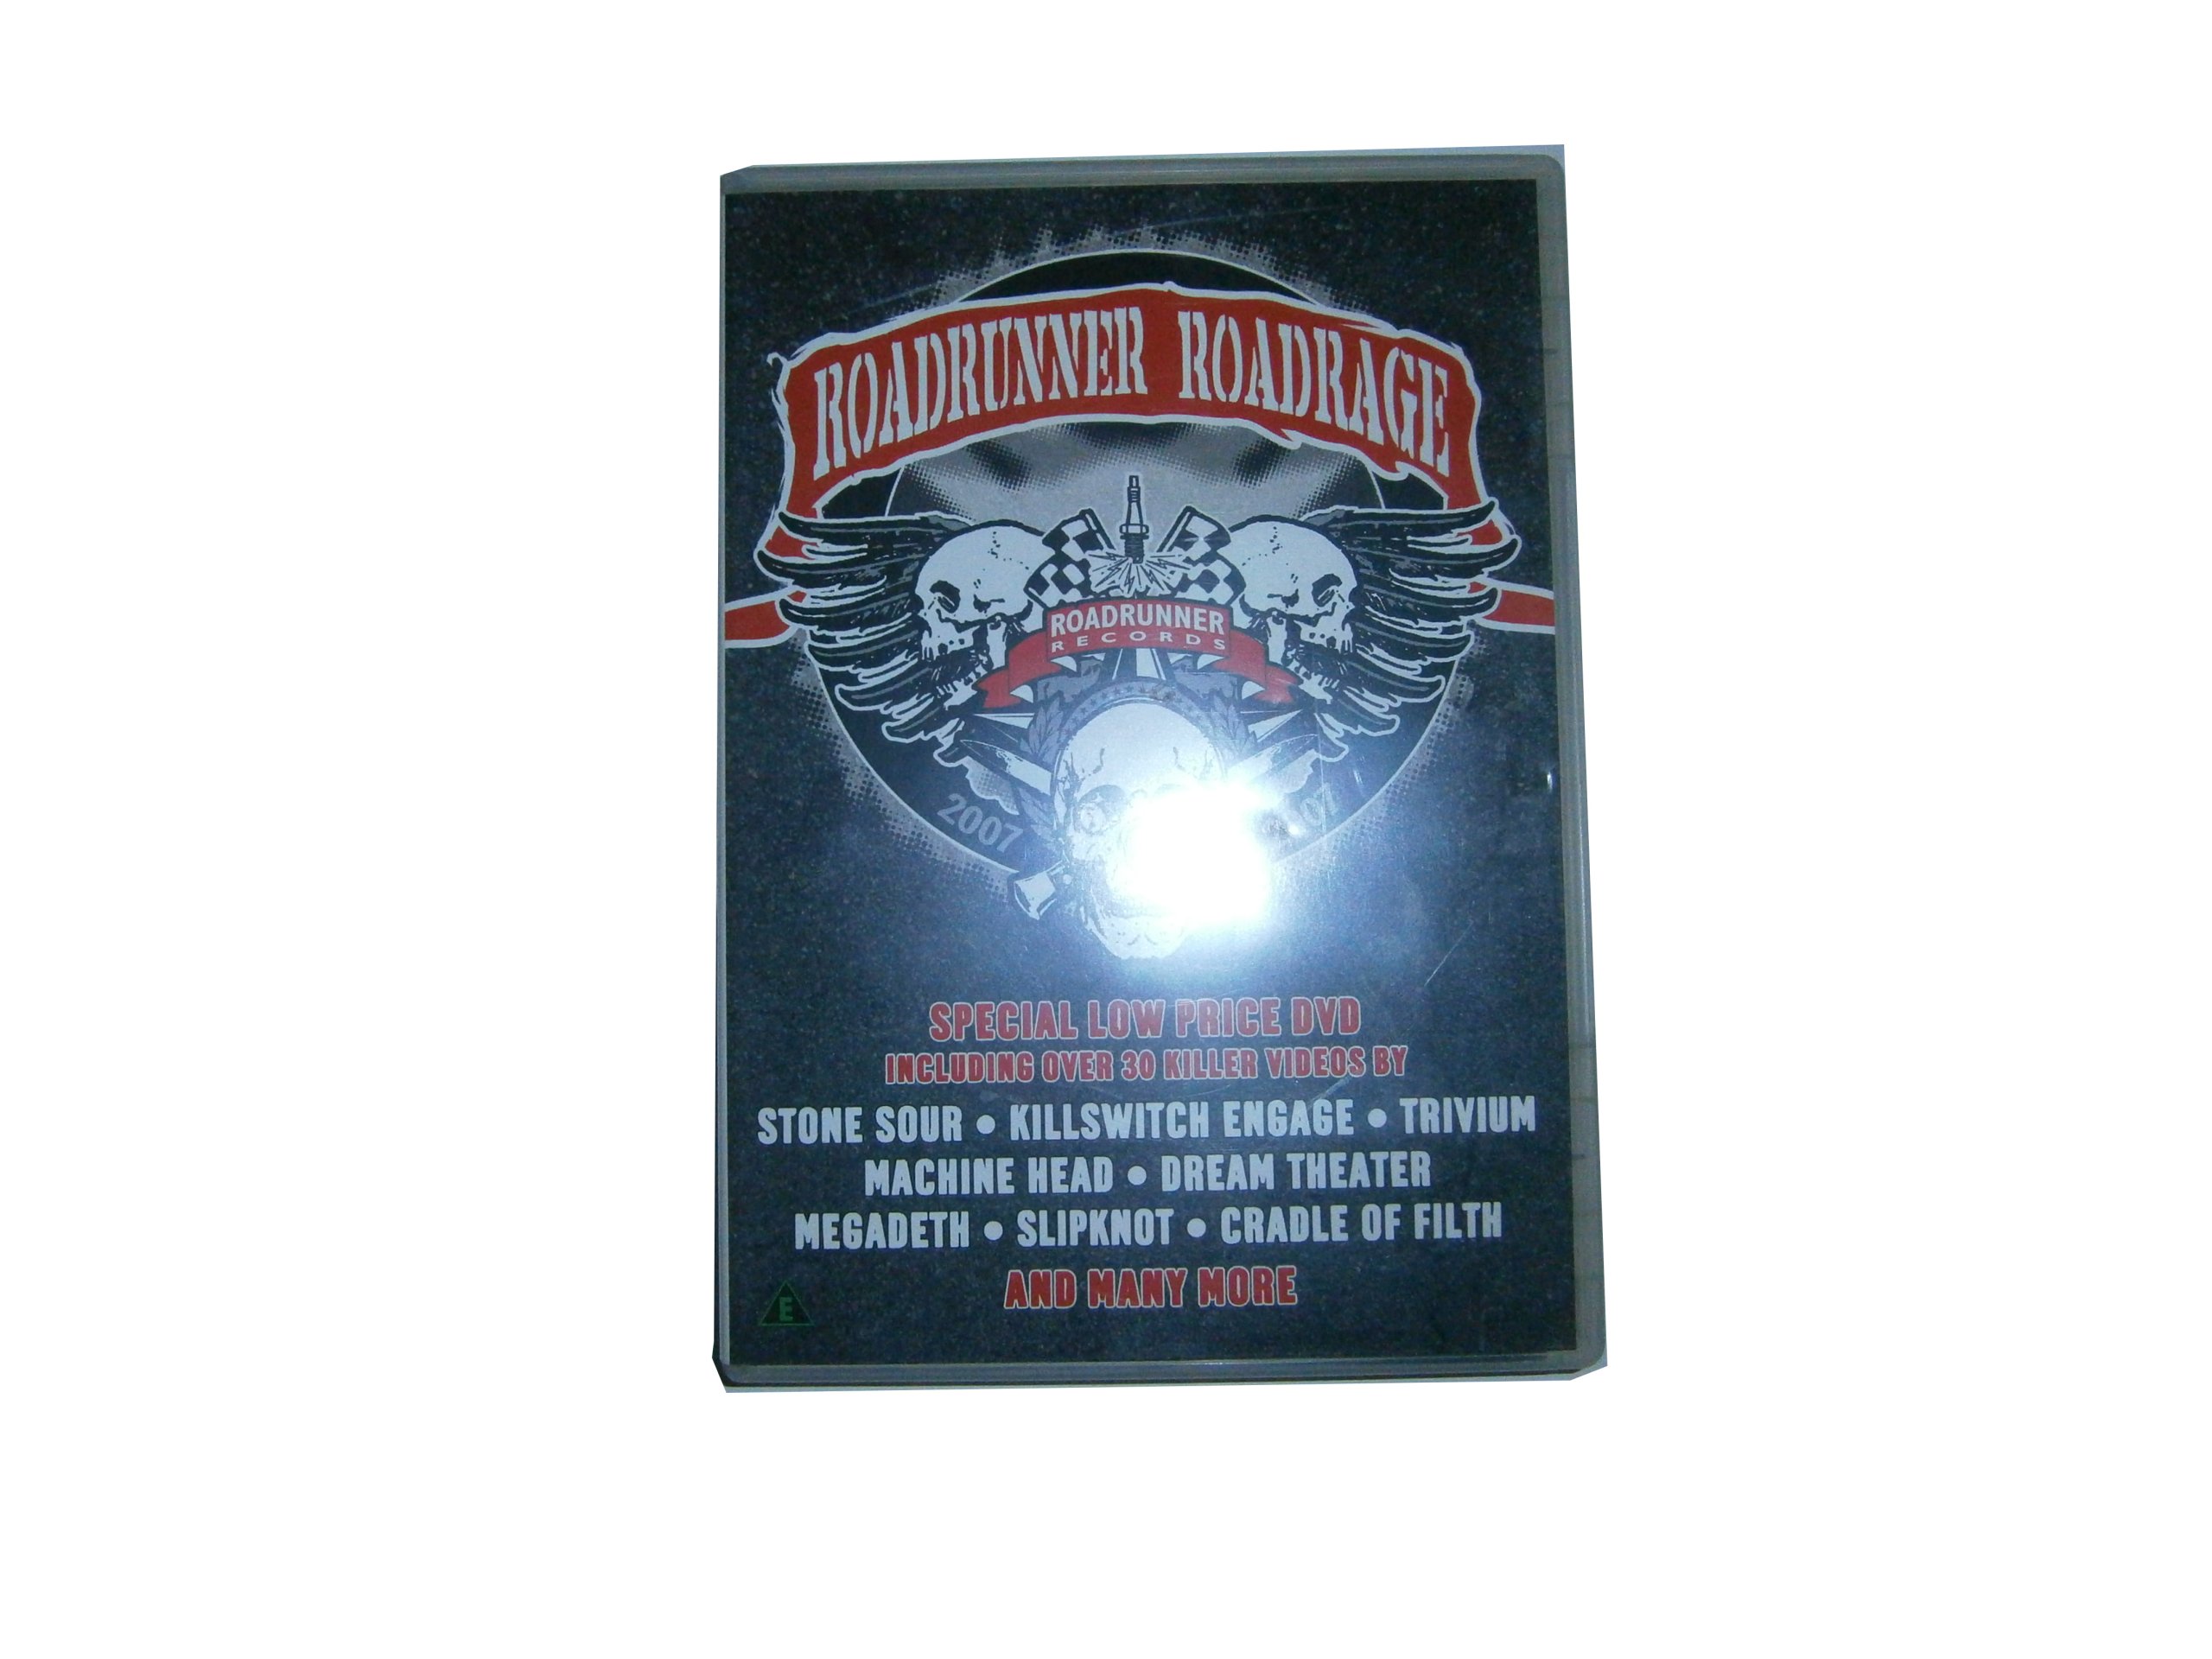 ROADRUNNER ROADRAGE
ROADRUNNER
RECORDS
2007
SPECIAL LOW PRICE DVD
INCLUDING OVER 30 KILLER VIDEOS BY
STONE SOUR • KILLSWITCH ENGAGE • TRIVIUM
MACHINE HEAD • DREAM THEATER
MEGADETH • SLIPKNOT • CRADLE OF FILTH
AND MANY MORE
E